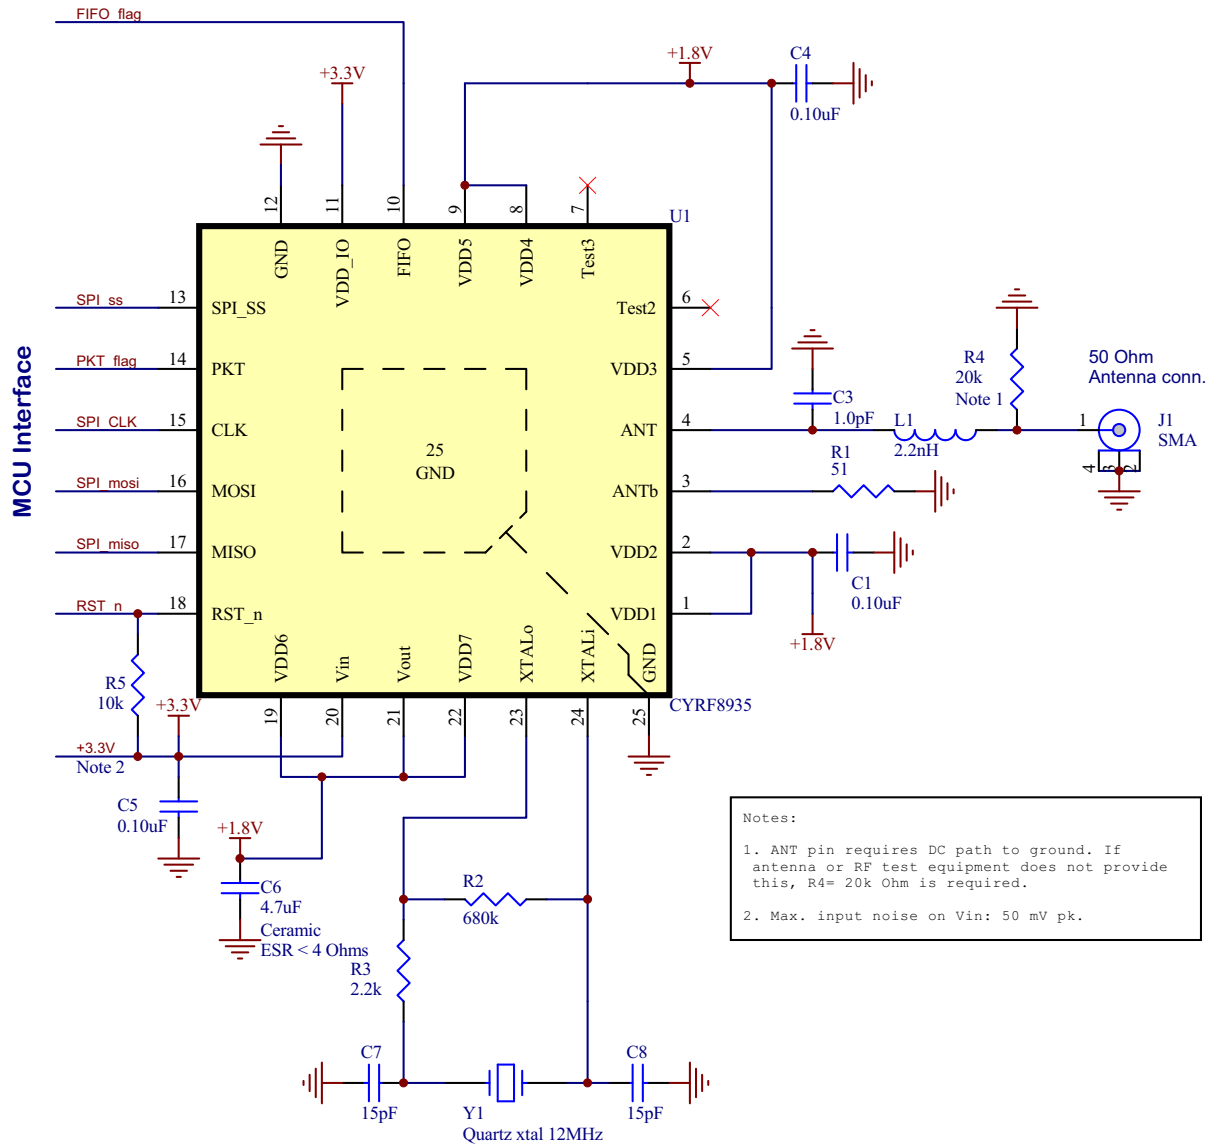 FIFO_flag
+3.3V
+1.8V
C4
0.10uF
12
11
10
9
8
7
U1
GND
VDD_IO
FIFO
VDD5
VDD4
Test3
MCU Interface
SPI_ss
13
SPI_SS
PKT_flag
14
PKT
SPI_CLK
15
CLK
SPI_mosi
16
MOSI
SPI_miso
17
MISO
RST_n
18
RST_n
25
GND
Test2
6
VDD3
5
ANT
4
ANTb
3
VDD2
2
VDD1
1
C3
1.0pF
L1
2.2nH
R4
20k
Note 1
50 Ohm
Antenna conn.
1
J1
SMA
4
3
2
R1
51
C1
0.10uF
+1.8V
VDD6
Vin
Vout
VDD7
XTALo
XTALi
GND
CYRF8935
19
20
21
22
23
24
25
R5
10k
+3.3V
+3.3V
Note 2
C5
0.10uF
+1.8V
C6
4.7uF
Ceramic
ESR < 4 Ohms
R2
680k
R3
2.2k
C7
15pF
Y1
Quartz xtal 12MHz
C8
15pF
Notes:
1. ANT pin requires DC path to ground. If
antenna or RF test equipment does not provide
this, R4= 20k Ohm is required.
2. Max. input noise on Vin: 50 mV pk.